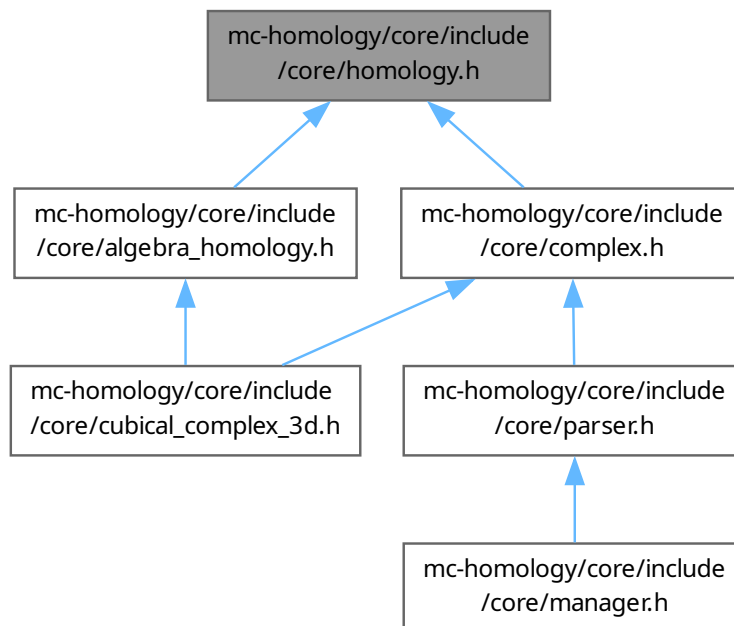 mc-homology/core/include
/core/homology.h
mc-homology/core/include
/core/algebra_homology.h
mc-homology/core/include
/core/complex.h
mc-homology/core/include
/core/cubical_complex_3d.h
mc-homology/core/include
/core/parser.h
mc-homology/core/include
/core/manager.h